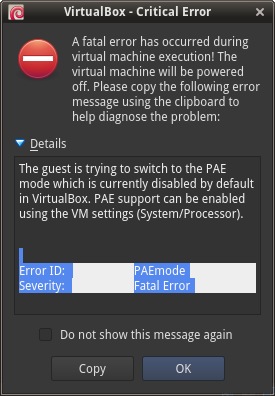 VirtualBox - Critical Error
A fatal error has occurred during
virtual machine execution! The
virtual machine will be powered
off. Please copy the following error
message using the clipboard to
help diagnose the problem:
Details
The guest is trying to switch to the PAE
mode which is currently disabled by default
in VirtualBox. PAE support can be enabled
using the VM settings (System/Processor).
Error ID: PAEmode
Severity: Fatal Error
Do not show this message again
Copy OK